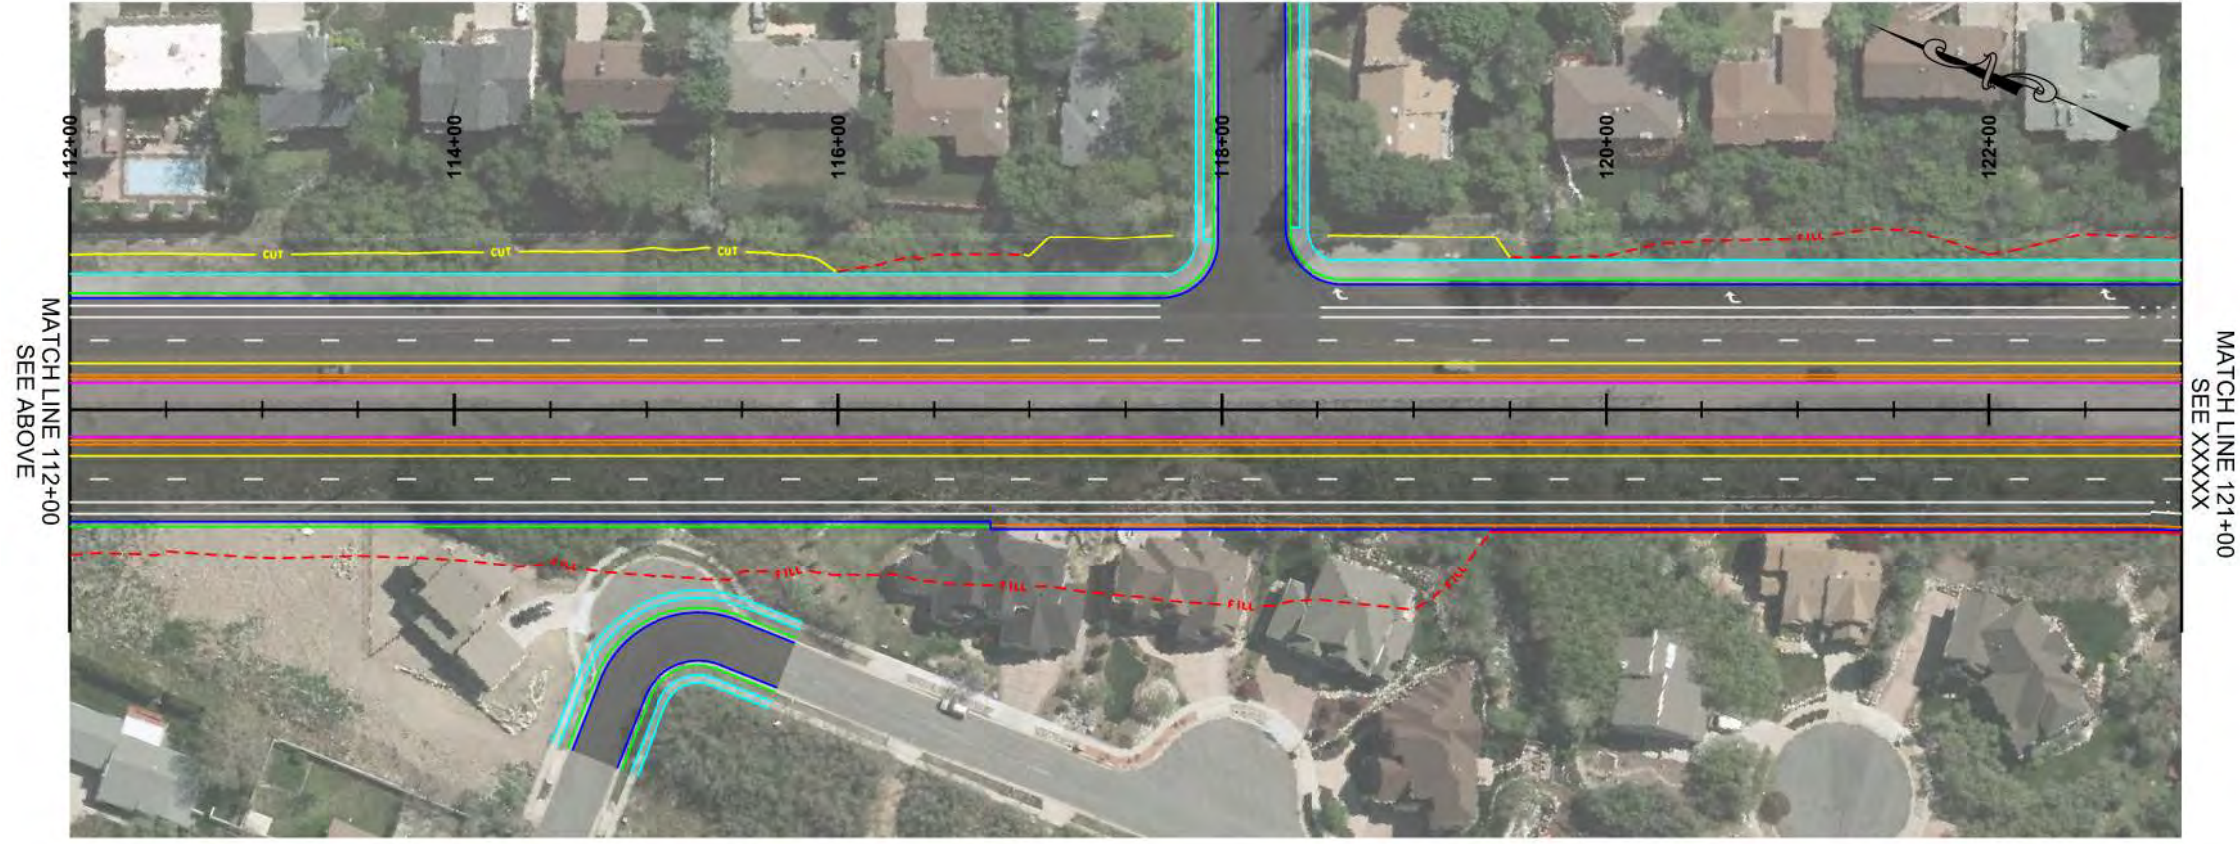 112+00
114+00
116+00
118+00
120+00
122+00
CUT
CUT
CUT
FILL
MATCH LINE 112+00
SEE ABOVE
MATCH LINE 121+00
SEE XXXXX
FILL
FILL
FILL
FILL
FILL